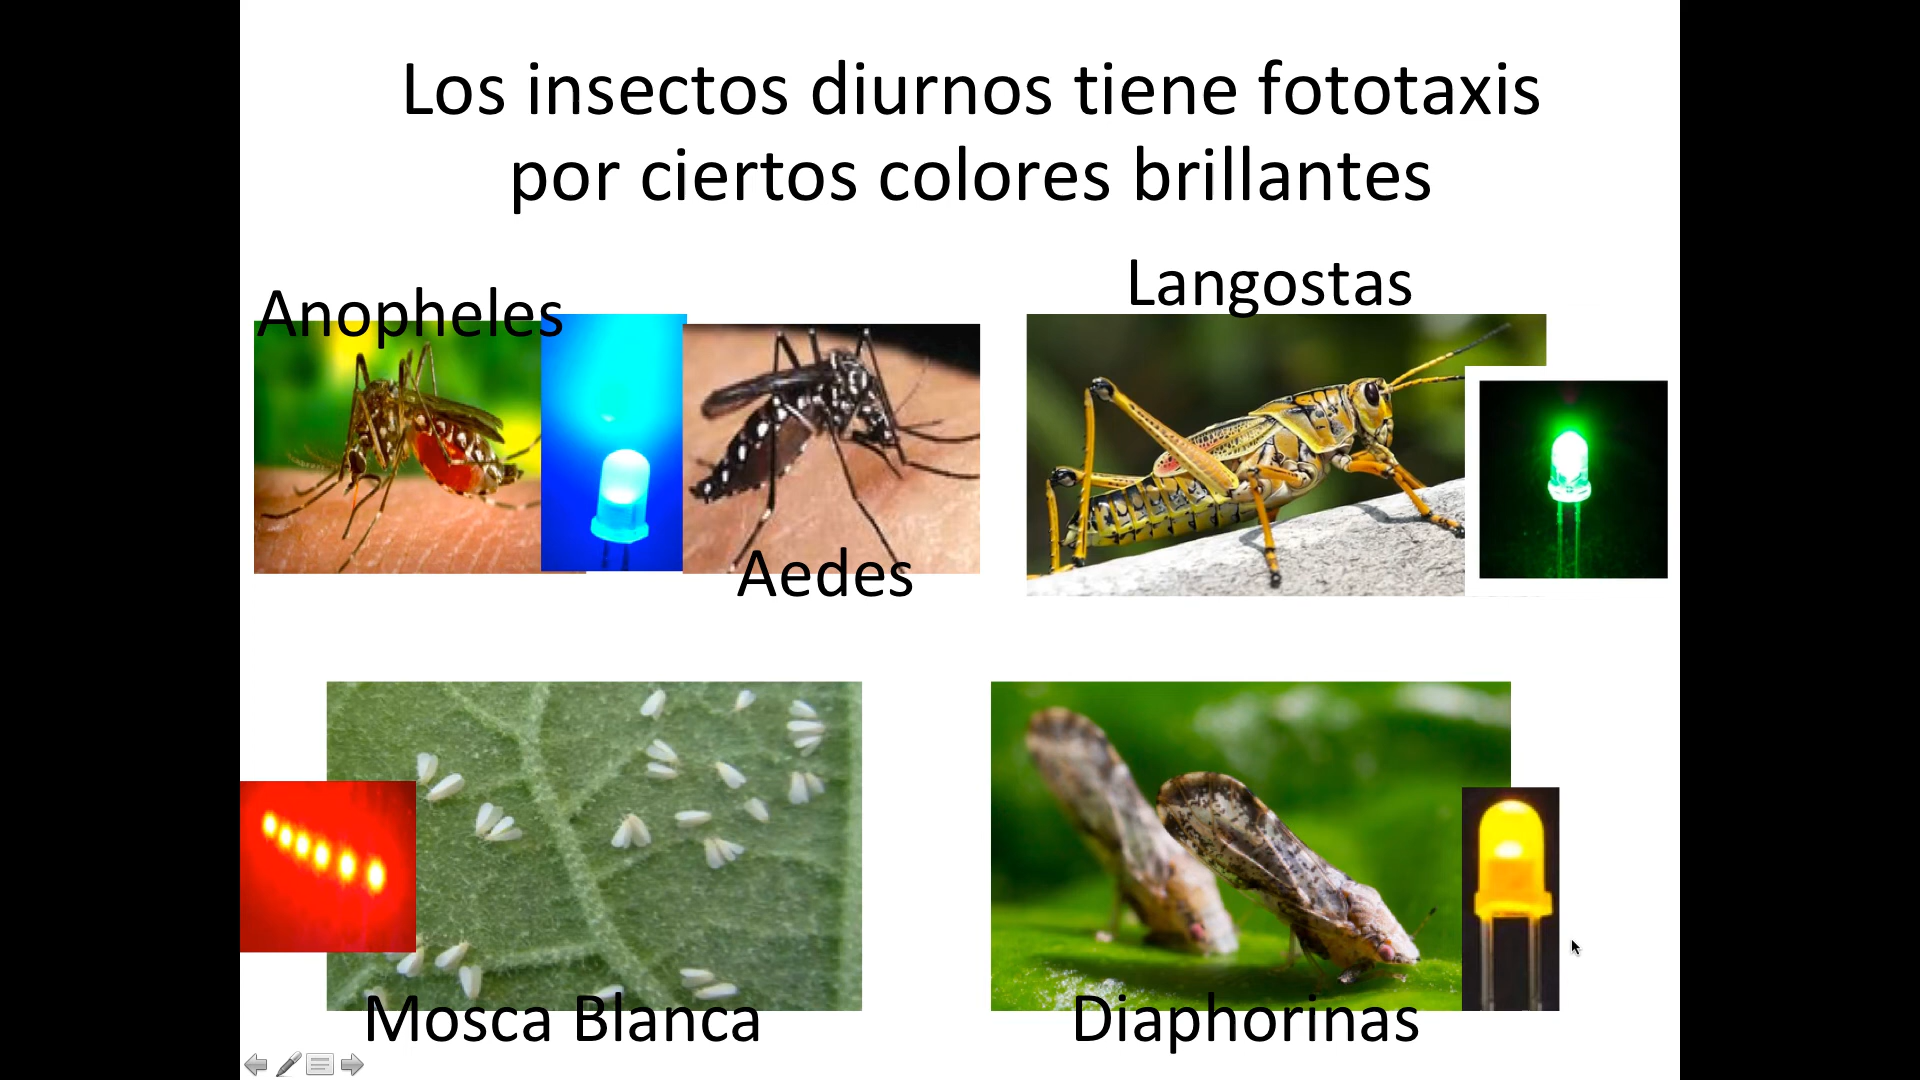 Los insectos diurnos tiene fototaxis
por ciertos colores brillantes
Anopheles
Langostas
Aedes
Mosca Blanca
Diaphorinas